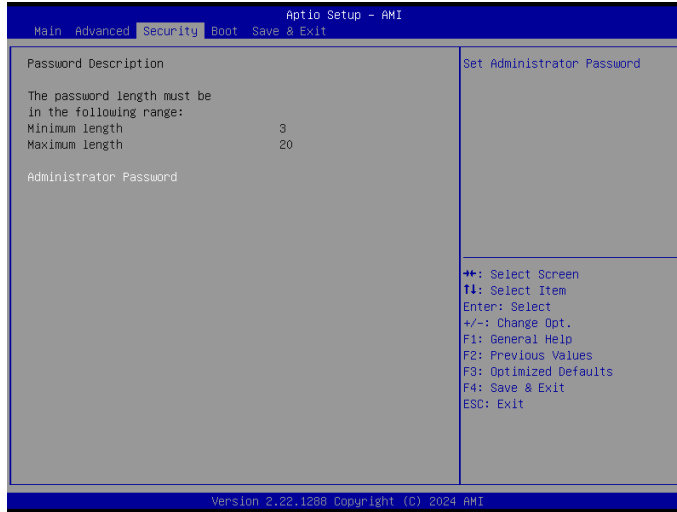 Aptio Setup - AMI
Main Advanced Security Boot Save & Exit
Password Description
The password length must be
in the following range:
Minimum length 3
Maximum length 20
Administrator Password
Set Administrator Password
→←: Select Screen
↑↓: Select Item
Enter: Select
+/-: Change Opt.
F1: General Help
F2: Previous Values
F3: Optimized Defaults
F4: Save & Exit
ESC: Exit
Version 2.22.1288 Copyright (C) 2024 AMI